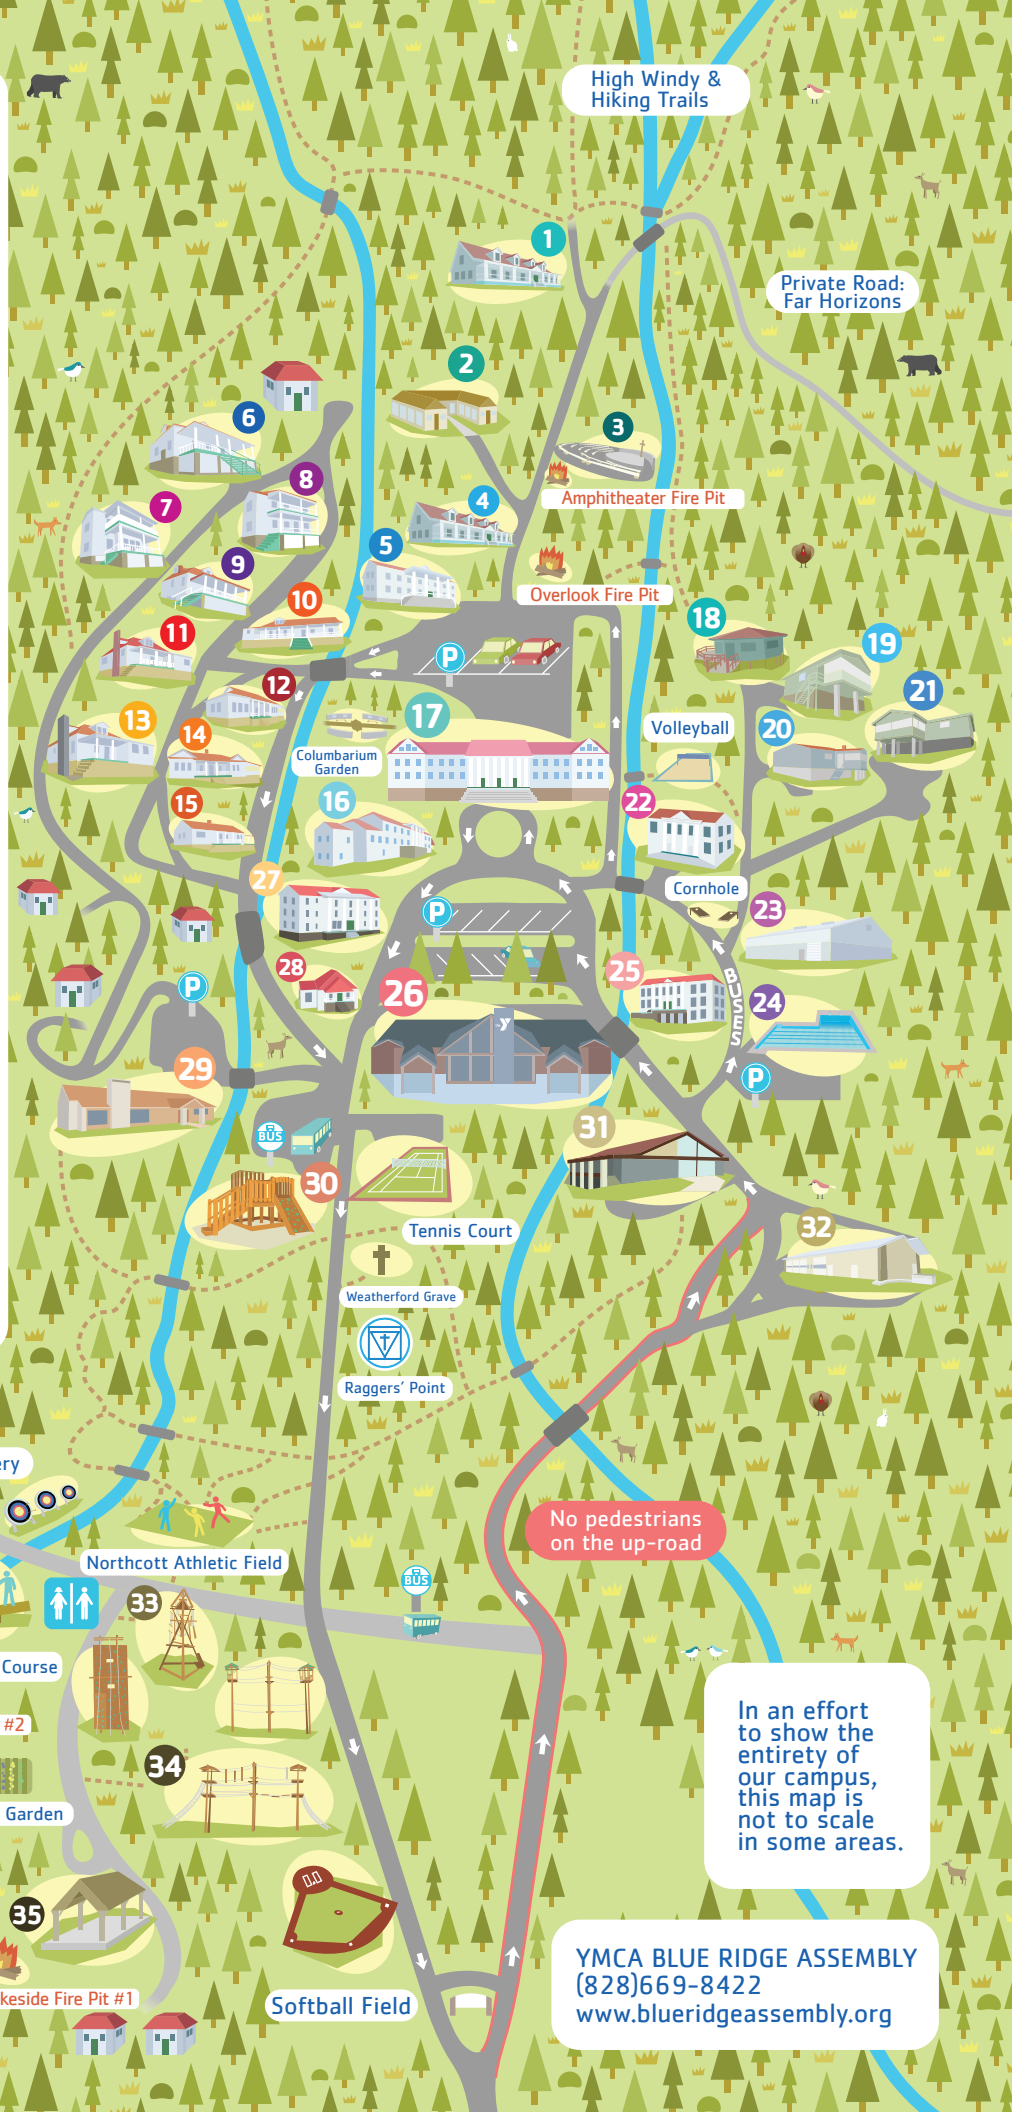 High Windy &
Hiking Trails
1
Private Road:
Far Horizons
2
3
6
8
Amphitheater Fire Pit
7
4
5
9
Overlook Fire Pit
10
18
11
19
P
12
21
17
13
Volleyball
20
14
Columbarium
Garden
15
16
22
27
Cornhole
23
P
28
25
BUSES
26
24
P
Y
29
P
31
BUS
30
32
Tennis Court
Weatherford Grave
Raggers' Point
ery
No pedestrians
on the up-road
Northcott Athletic Field
BUS
33
Course
In an effort
to show the
entirety of
our campus,
this map is
not to scale
in some areas.
#2
34
Garden
35
YMCA BLUE RIDGE ASSEMBLY
(828)669-8422
www.blueridgeassembly.org
keside Fire Pit #1
Softball Field